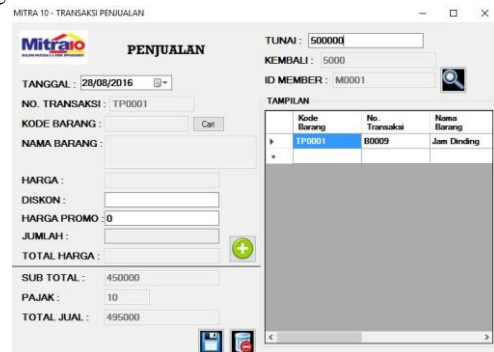 MITRA 10 - TRANSAKSI PENJUALAN
Mitra10
PENJUALAN
TANGGAL : 28/08/2016
NO. TRANSAKSI : TP0001
KODE BARANG : Cari
NAMA BARANG :
HARGA :
DISKON :
HARGA PROMO : 0
JUMLAH :
TOTAL HARGA :
SUB TOTAL : 450000
PAJAK : 10
TOTAL JUAL : 495000
TUNAI : 500000
KEMBALI : 5000
ID MEMBER : M0001
TAMPILAN
Kode Barang No. Transaksi Nama Barang
TP0001 B0009 Jam Dinding